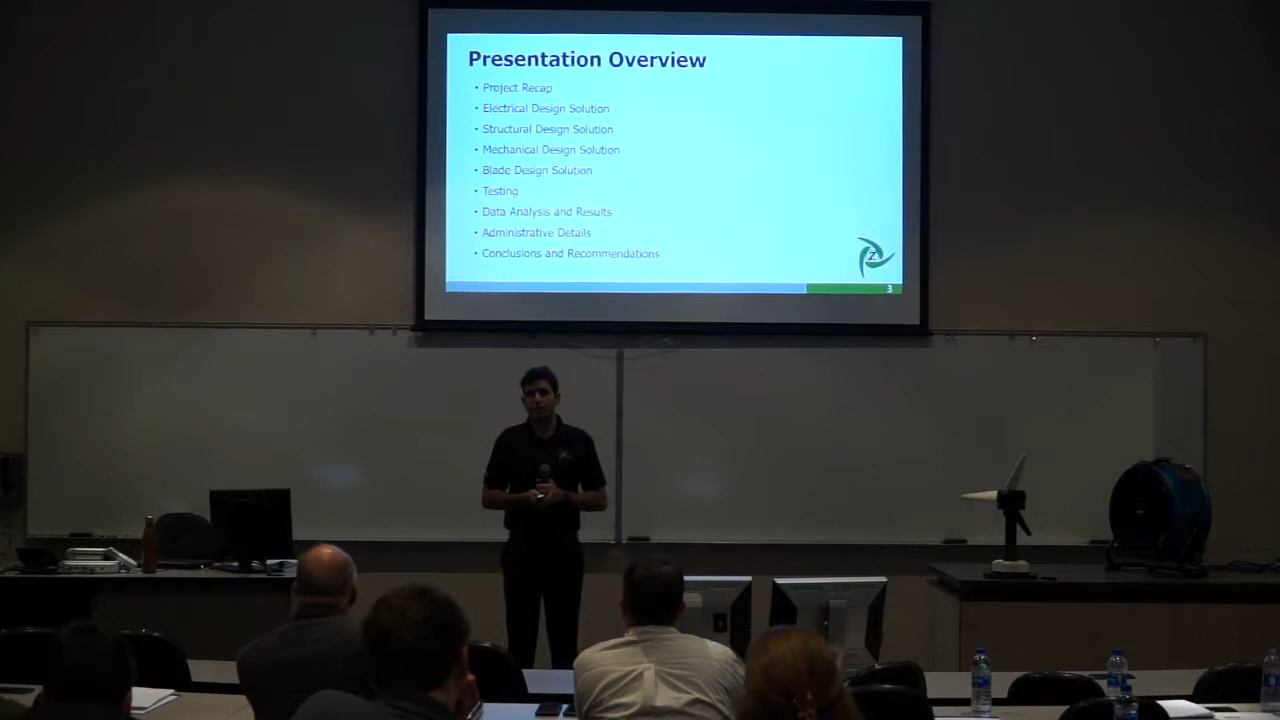 Presentation Overview
• Project Recap
• Electrical Design Solution
• Structural Design Solution
• Mechanical Design Solution
• Blade Design Solution
• Testing
• Data Analysis and Results
• Administrative Details
• Conclusions and Recommendations
Z
3